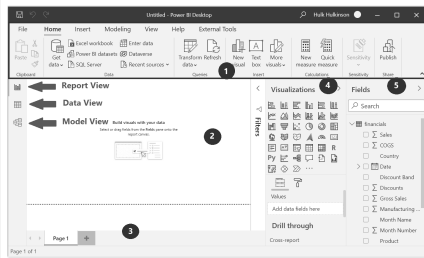 Untitled - Power BI Desktop
Hulk Hulkinson
File Home Insert Modeling View Help External Tools
Paste
Get data
Excel workbook
Power BI datasets
SQL Server
Enter data
Dataverse
Recent sources
Transform data
Refresh
New visual
Text box
More visuals
New measure
Quick measure
Sensitivity
Publish
Clipboard Data Queries Insert Calculations Sensitivity Share
1
Report View
Data View
Model View
Build visuals with your data
Select or drag fields from the Fields pane onto the
report canvas.
2
Filters
Visualizations 4
R
Py
Values
Add data fields here
Drill through
Cross-report
Fields 5
Search
financials
Sales
COGS
Country
Date
Discount Band
Discounts
Gross Sales
Manufacturing ...
Month Name
Month Number
Product
3
Page 1 +
Page 1 of 1